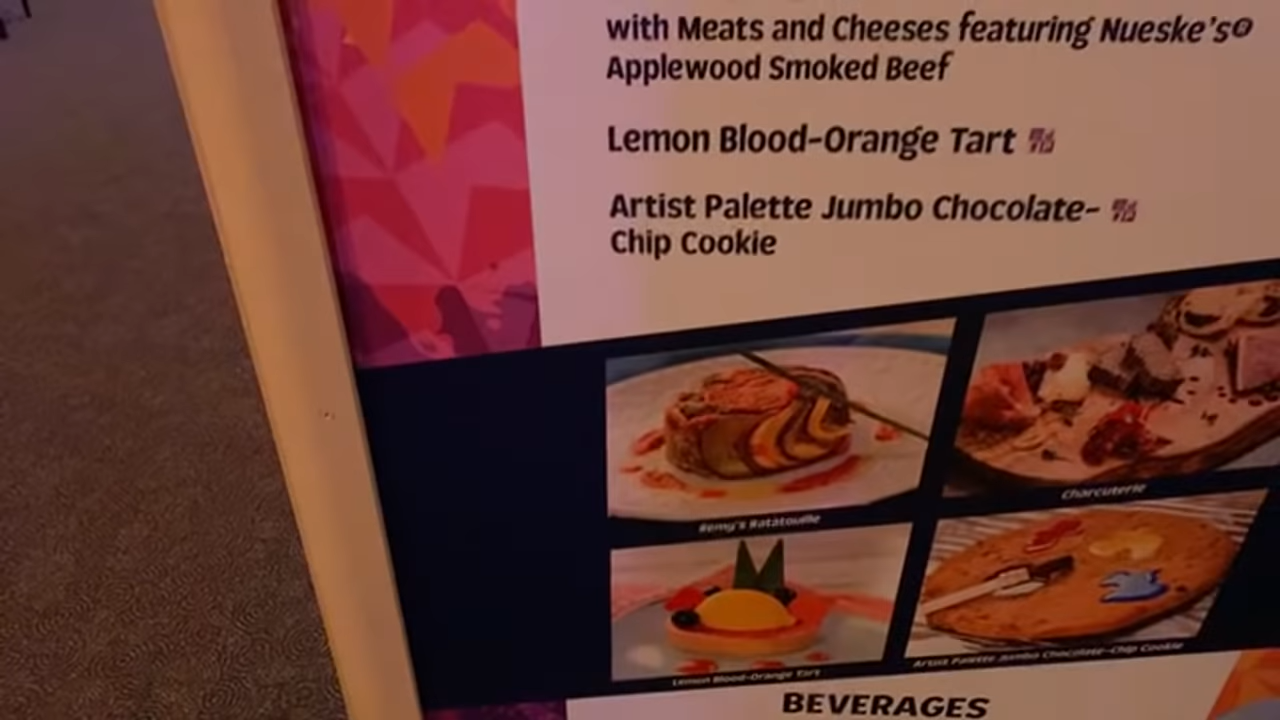 with Meats and Cheeses featuring Nueske's®
Applewood Smoked Beef
Lemon Blood-Orange Tart
Artist Palette Jumbo Chocolate-
Chip Cookie
Remy's Ratatouille
Charcuterie
Lemon Blood-Orange Tart
Artist Palette Jumbo Chocolate-Chip Cookie
BEVERAGES